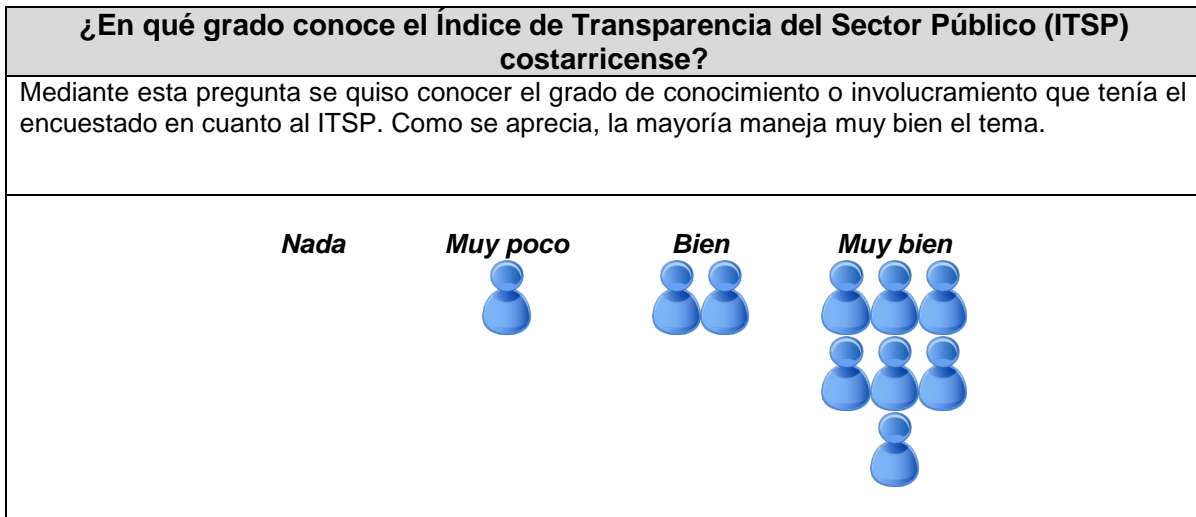 ¿En qué grado conoce el Índice de Transparencia del Sector Público (ITSP)
costarricense?
Mediante esta pregunta se quiso conocer el grado de conocimiento o involucramiento que tenía el
encuestado en cuanto al ITSP. Como se aprecia, la mayoría maneja muy bien el tema.
Nada Muy poco Bien Muy bien